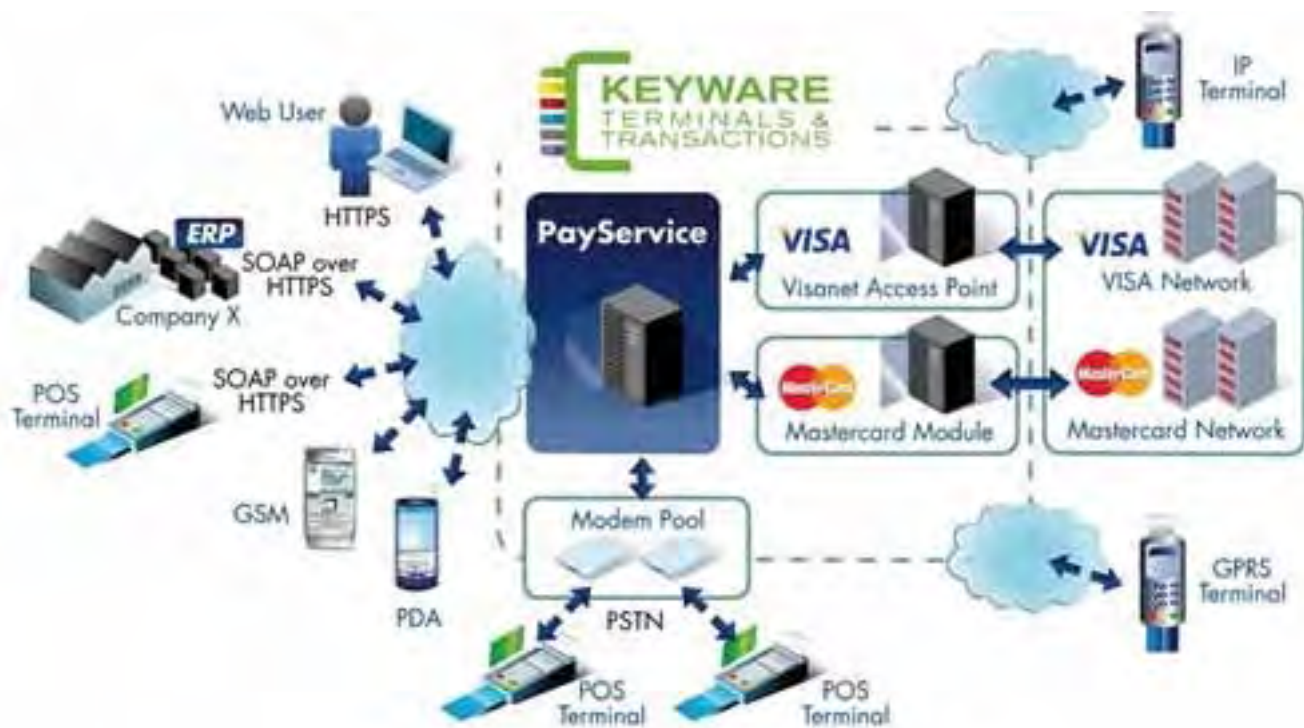 KEYWARE
TERMINALS &
TRANSACTIONS
IP
Terminal
Web User
HTTPS
ERP
SOAP over
HTTPS
Company X
PayService
VISA
Visanet Access Point
VISA
VISA Network
POS
Terminal
SOAP over
HTTPS
MasterCard
Mastercard Module
MasterCard
Mastercard Network
GSM
PDA
Modem Pool
PSTN
GPRS
Terminal
POS
Terminal
POS
Terminal